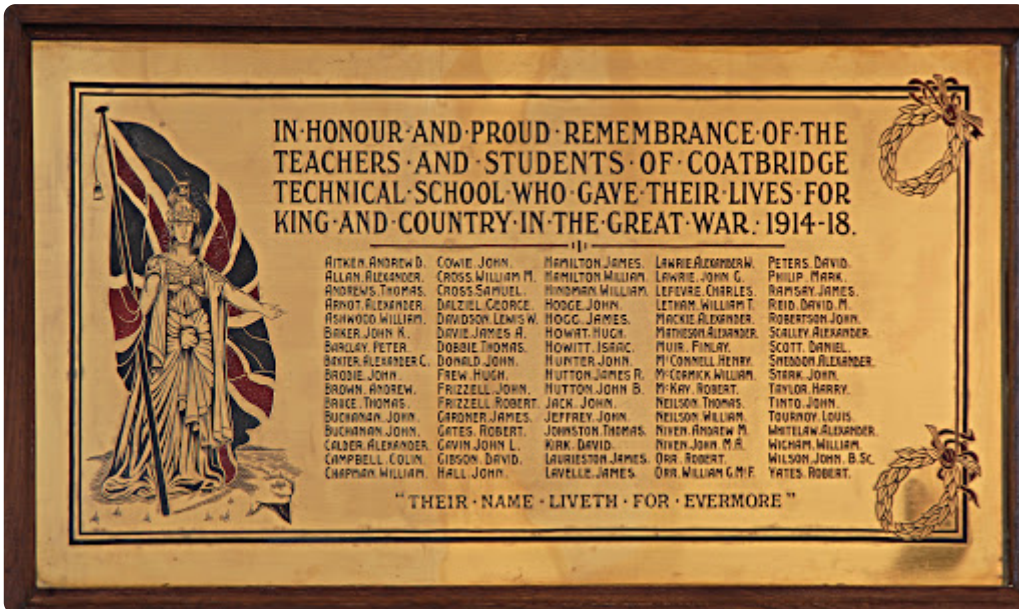 IN·HONOUR·AND·PROUD·REMEMBRANCE·OF·THE
TEACHERS·AND·STUDENTS·OF·COATBRIDGE
TECHNICAL·SCHOOL·WHO·GAVE·THEIR·LIVES·FOR
KING·AND·COUNTRY·IN·THE·GREAT·WAR·1914-18.
AITKEN. ANDREW D.
ALLAN. ALEXANDER.
ANDREWS. THOMAS.
ARNOT. ALEXANDER
ASHWOOD WILLIAM.
BAKER. JOHN K.
BARCLAY. PETER.
BAXTER. ALEXANDER C.
BRODIE. JOHN
BROWN. ANDREW.
BRUCE. THOMAS.
BUCHANAN. JOHN
BUCHANAN. JOHN.
CALDER. ALEXANDER.
CAMPBELL. COLIN.
CHAPMAN. WILLIAM.
COWIE. JOHN.
CROSS. WILLIAM M.
CROSS. SAMUEL.
DALZIEL. GEORGE.
DAVIDSON. LEWIS W.
DAVIE. JAMES A.
DOBBIE THOMAS.
DONALD. JOHN.
FREW. HUGH.
FRIZZELL. JOHN.
FRIZZELL. ROBERT.
GARDNER. JAMES.
GATES. ROBERT.
GAVIN JOHN L.
GIBSON. DAVID.
HALL. JOHN.
HAMILTON. JAMES.
HAMILTON. WILLIAM.
HINDMAN. WILLIAM.
HODGE. JOHN.
HOGG. JAMES.
HOWAT. HUGH.
HOWITT. ISAAC.
HUNTER. JOHN
HUTTON. JAMES R.
HUTTON. JOHN B.
JACK. JOHN.
JEFFREY. JOHN.
JOHNSTON. THOMAS.
KIRK. DAVID.
LAURIESTON. JAMES.
LAVELLE. JAMES.
LAWRIE. ALEXANDER W.
LAWRIE. JOHN G.
LEFEVRE. CHARLES.
LETHAM. WILLIAM T.
MACKIE ALEXANDER.
MATHESON. ALEXANDER.
MUIR. FINLAY.
McCONNELL HENRY.
McCORMICK WILLIAM.
McKAY. ROBERT.
NEILSON. THOMAS.
NEILSON WILLIAM.
NIVEN. ANDREW M.
NIVEN. JOHN. M.A.
ORR. ROBERT.
ORR. WILLIAM G.M'F.
PETERS. DAVID.
PHILIP. MARK.
RAMSAY. JAMES.
REID. DAVID. M.
ROBERTSON JOHN.
SCALLEY. ALEXANDER
SCOTT. DANIEL.
SNEDDON. ALEXANDER.
STARK. JOHN.
TAYLOR. HARRY.
TINTO. JOHN.
TOURNOY. LOUIS.
WHITELAW. ALEXANDER.
WIGHAM. WILLIAM.
WILSON. JOHN. B.Sc.
YATES. ROBERT.
"THEIR·NAME·LIVETH·FOR·EVERMORE"